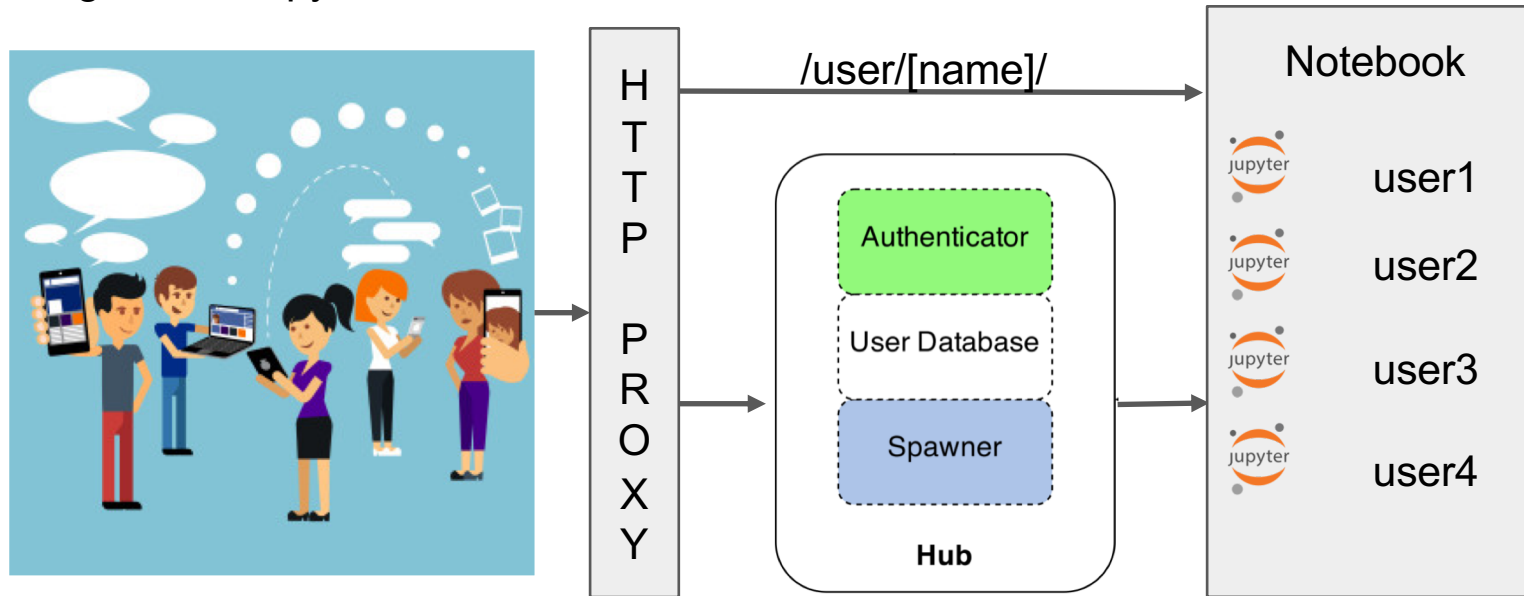 /user/[name]/
H
T
T
P
P
R
O
X
Y
Authenticator
User Database
Spawner
Hub
Notebook
jupyter
user1
jupyter
user2
jupyter
user3
jupyter
user4